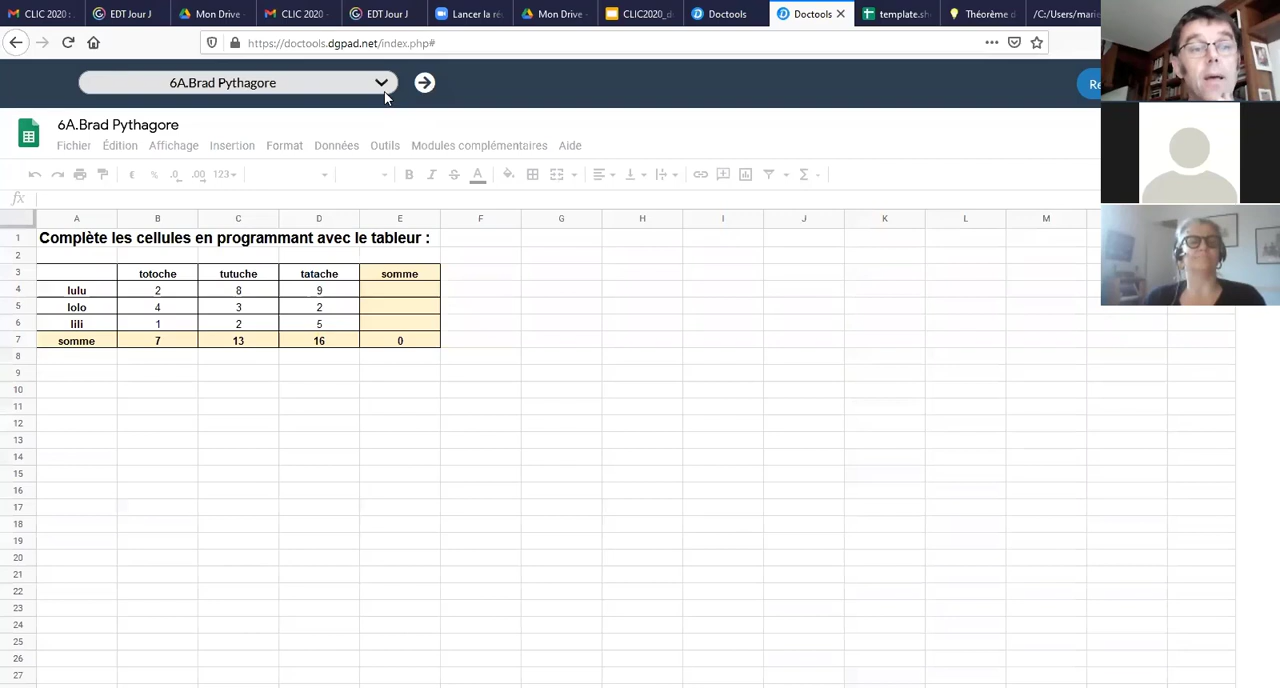 CLIC 2020 :
EDT Jour J
Mon Drive -
CLIC 2020 -
EDT Jour J
Lancer la ré
Mon Drive -
CLIC2020_d
Doctools
Doctools
template.sh
Théorème d
/C:/Users/marie
https://doctools.dgpad.net/index.php#
6A.Brad Pythagore
Re
6A.Brad Pythagore
Fichier Édition Affichage Insertion Format Données Outils Modules complémentaires Aide
€ % .0 .00 123 B I S A Σ
fx
A B C D E F G H I J K L M
1 Complète les cellules en programmant avec le tableur :
2
3 totoche tutuche tatache somme
4 lulu 2 8 9
5 lolo 4 3 2
6 lili 1 2 5
7 somme 7 13 16 0
8
9
10
11
12
13
14
15
16
17
18
19
20
21
22
23
24
25
26
27